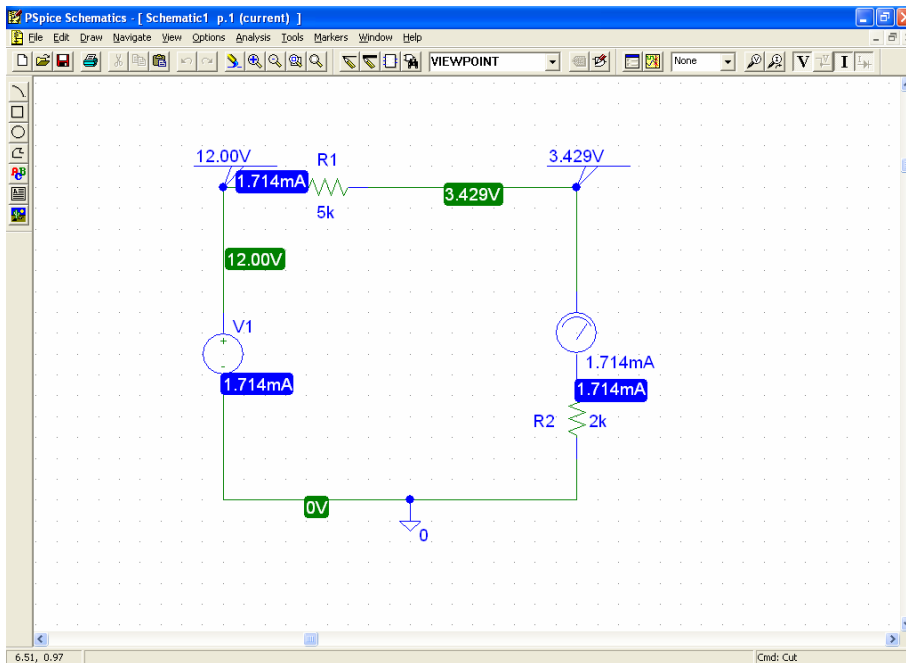 PSpice Schematics - [ Schematic1 p.1 (current) ]
File Edit Draw Navigate View Options Analysis Tools Markers Window Help
VIEWPOINT None V I
12.00V R1 3.429V
1.714mA 3.429V
5k
12.00V
V1
+
-
1.714mA
1.714mA
1.714mA
R2 2k
0V
0
6.51, 0.97 Cmd: Cut